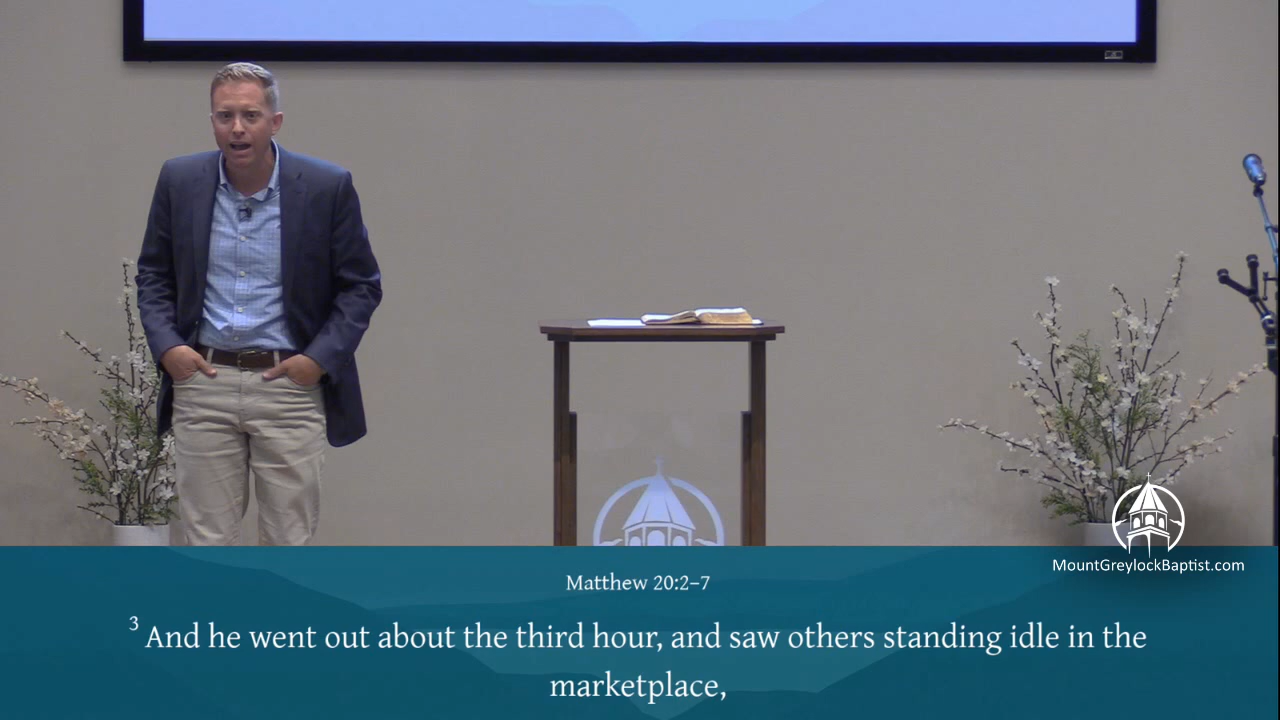 MountGreylockBaptist.com
Matthew 20:2–7
3 And he went out about the third hour, and saw others standing idle in the
marketplace,